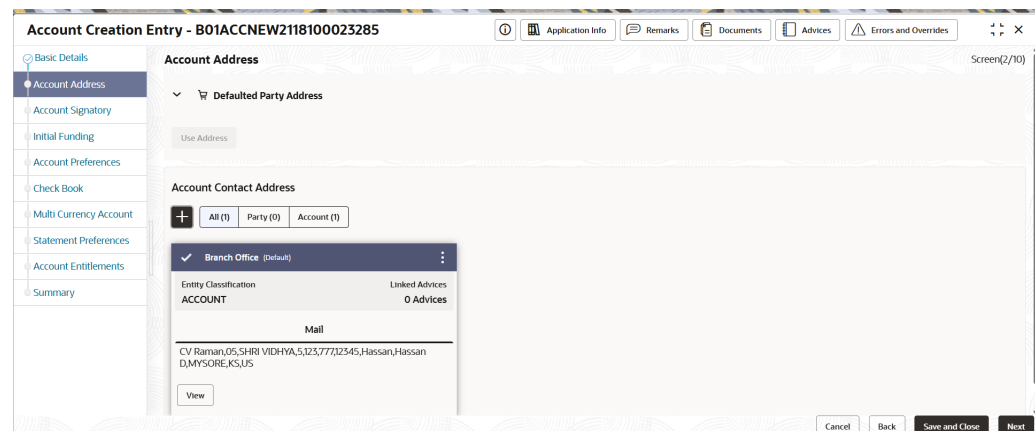 Account Creation Entry - B01ACCNEW2118100023285
Application Info
Remarks
Documents
Advices
Errors and Overrides
Basic Details
Account Address
Account Signatory
Initial Funding
Account Preferences
Check Book
Multi Currency Account
Statement Preferences
Account Entitlements
Summary
Account Address
Screen(2/10)
Defaulted Party Address
Use Address
Account Contact Address
All (1) Party (0) Account (1)
Branch Office (Default)
Entity Classification Linked Advices
ACCOUNT 0 Advices
Mail
CV Raman,05,SHRI VIDHYA,5,123,777,12345,Hassan,Hassan
D,MYSORE,KS,US
View
Cancel Back Save and Close Next